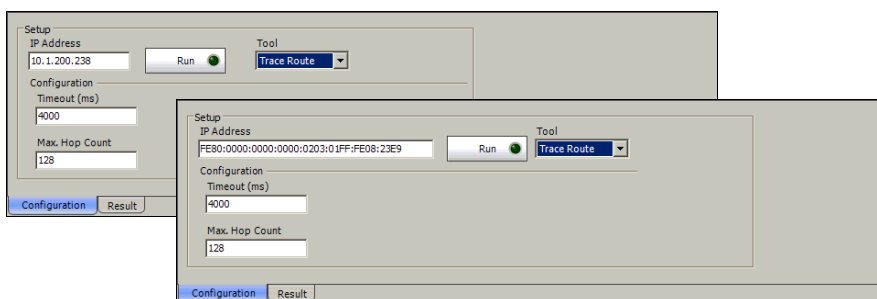 Setup
IP Address
Tool
10.1.200.238
Run
Trace Route
Configuration
Timeout (ms)
4000
Max. Hop Count
128
Configuration
Result
Setup
IP Address
Tool
FE80:0000:0000:0000:0203:01FF:FE08:23E9
Run
Trace Route
Configuration
Timeout (ms)
4000
Max. Hop Count
128
Configuration
Result